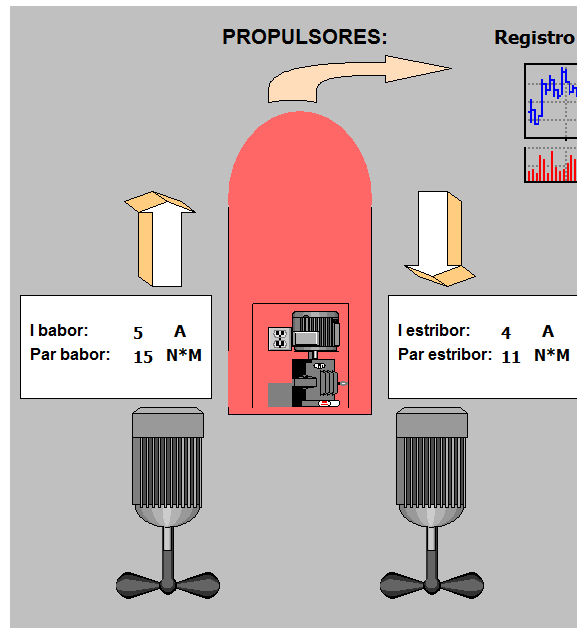 PROPULSORES:
Registro
I babor: 5 A
Par babor: 15 N*M
I estribor: 4 A
Par estribor: 11 N*M